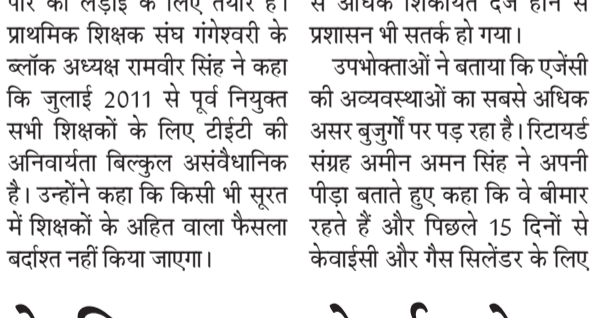 पार की लड़ाई के लिए तैयार है।
प्राथमिक शिक्षक संघ गंगेश्वरी के
ब्लॉक अध्यक्ष रामवीर सिंह ने कहा
कि जुलाई 2011 से पूर्व नियुक्त
सभी शिक्षकों के लिए टीईटी की
अनिवार्यता बिल्कुल असंवैधानिक
है। उन्होंने कहा कि किसी भी सूरत
में शिक्षकों के अहित वाला फैसला
बर्दाश्त नहीं किया जाएगा।
से अधिक शिकायतें दर्ज होने से
प्रशासन भी सतर्क हो गया।
उपभोक्ताओं ने बताया कि एजेंसी
की अव्यवस्थाओं का सबसे अधिक
असर बुजुर्गों पर पड़ रहा है। रिटायर्ड
संग्रह अमीन अमन सिंह ने अपनी
पीड़ा बताते हुए कहा कि वे बीमार
रहते हैं और पिछले 15 दिनों से
केवाईसी और गैस सिलेंडर के लिए